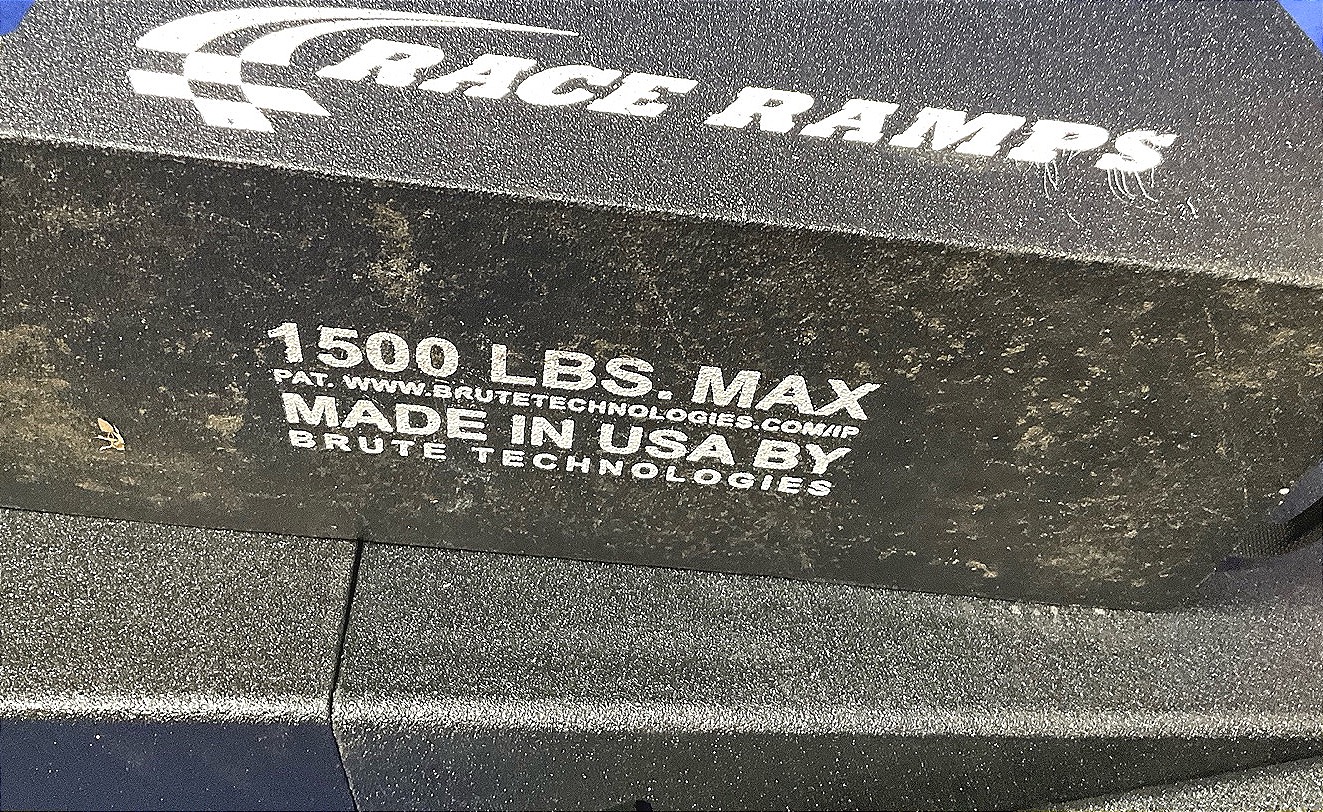 RACE RAMPS
1500 LBS. MAX
PAT. WWW.BRUTETECHNOLOGIES.COM/IP
MADE IN USA BY
BRUTE TECHNOLOGIES